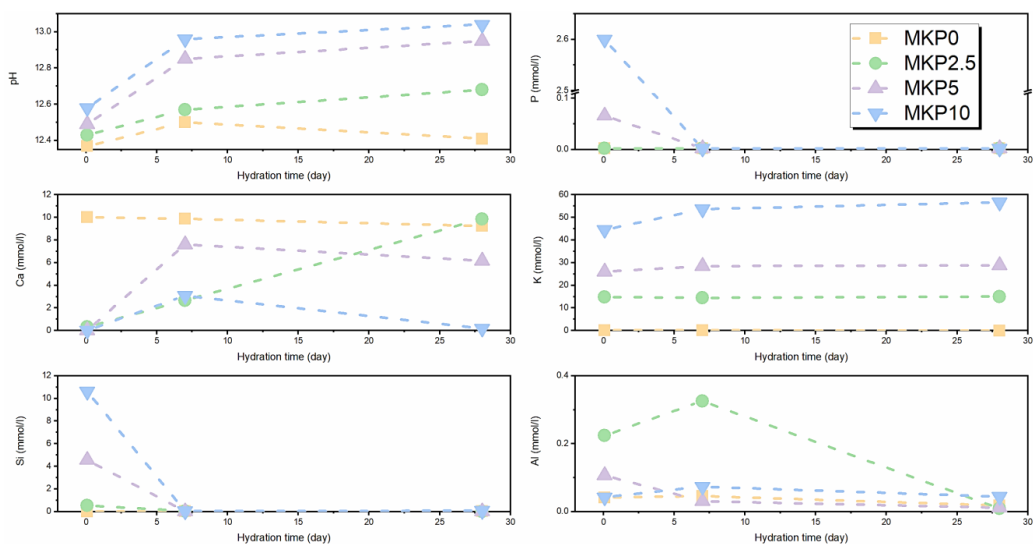 pH
13.0
12.8
12.6
12.4
0 5 10 15 20 25 30
Hydration time (day)
P (mmol/l)
2.6
2.5
0.1
0.0
0 5 10 15 20 25 30
Hydration time (day)
MKP0
MKP2.5
MKP5
MKP10
Ca (mmol/l)
12
10
8
6
4
2
0
0 5 10 15 20 25 30
Hydration time (day)
K (mmol/l)
60
50
40
30
20
10
0
0 5 10 15 20 25 30
Hydration time (day)
Si (mmol/l)
12
10
8
6
4
2
0
0 5 10 15 20 25 30
Hydration time (day)
Al (mmol/l)
0.4
0.2
0.0
0 5 10 15 20 25 30
Hydration time (day)